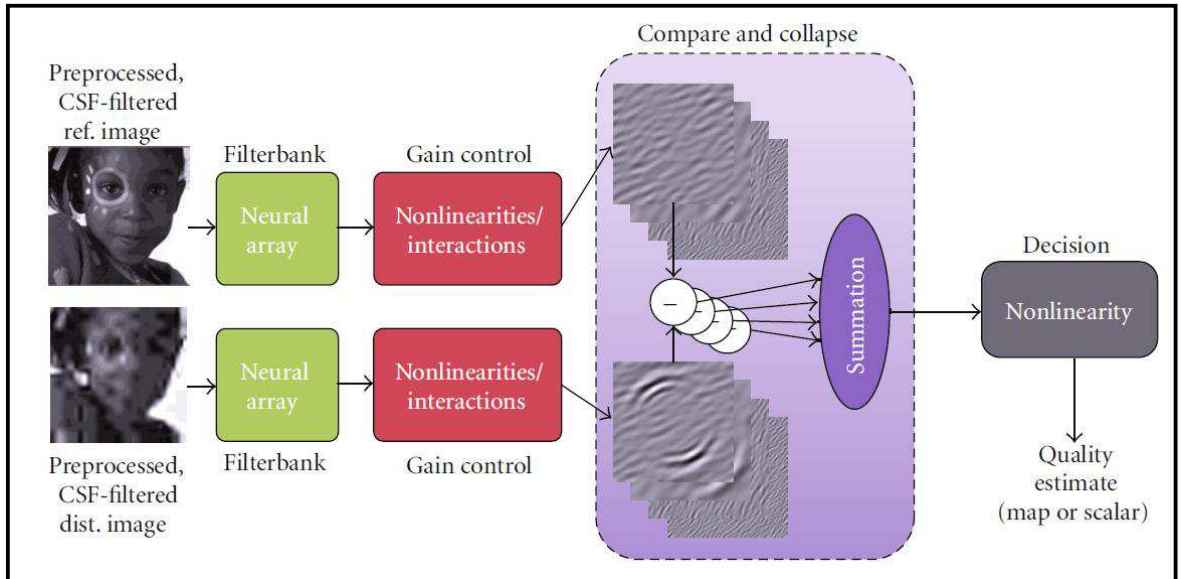 Preprocessed,
CSF-filtered
ref. image
Filterbank
Neural
array
Gain control
Nonlinearities/
interactions
Compare and collapse
–
Summation
Decision
Nonlinearity
Quality
estimate
(map or scalar)
Neural
array
Filterbank
Nonlinearities/
interactions
Gain control
Preprocessed,
CSF-filtered
dist. image